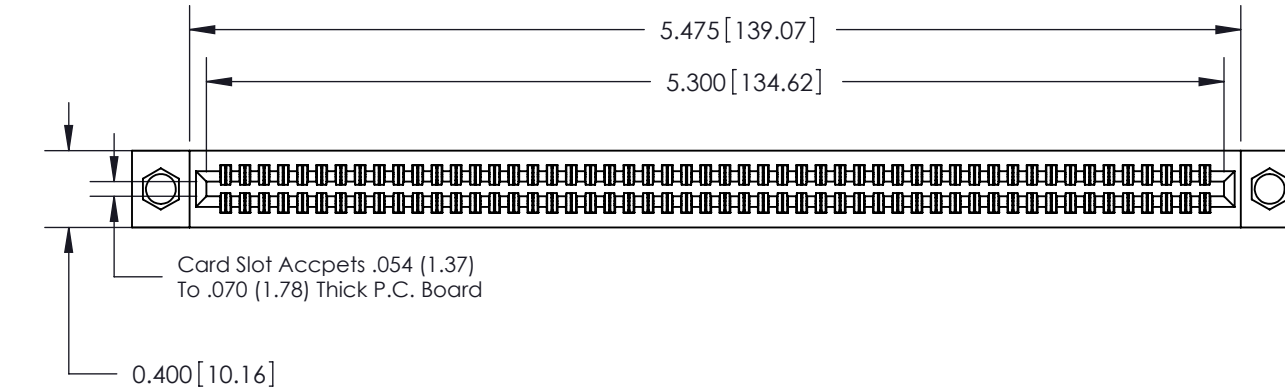 5.475[139.07]
5.300[134.62]
Card Slot Accpets .054 (1.37)
To .070 (1.78) Thick P.C. Board
0.400[10.16]